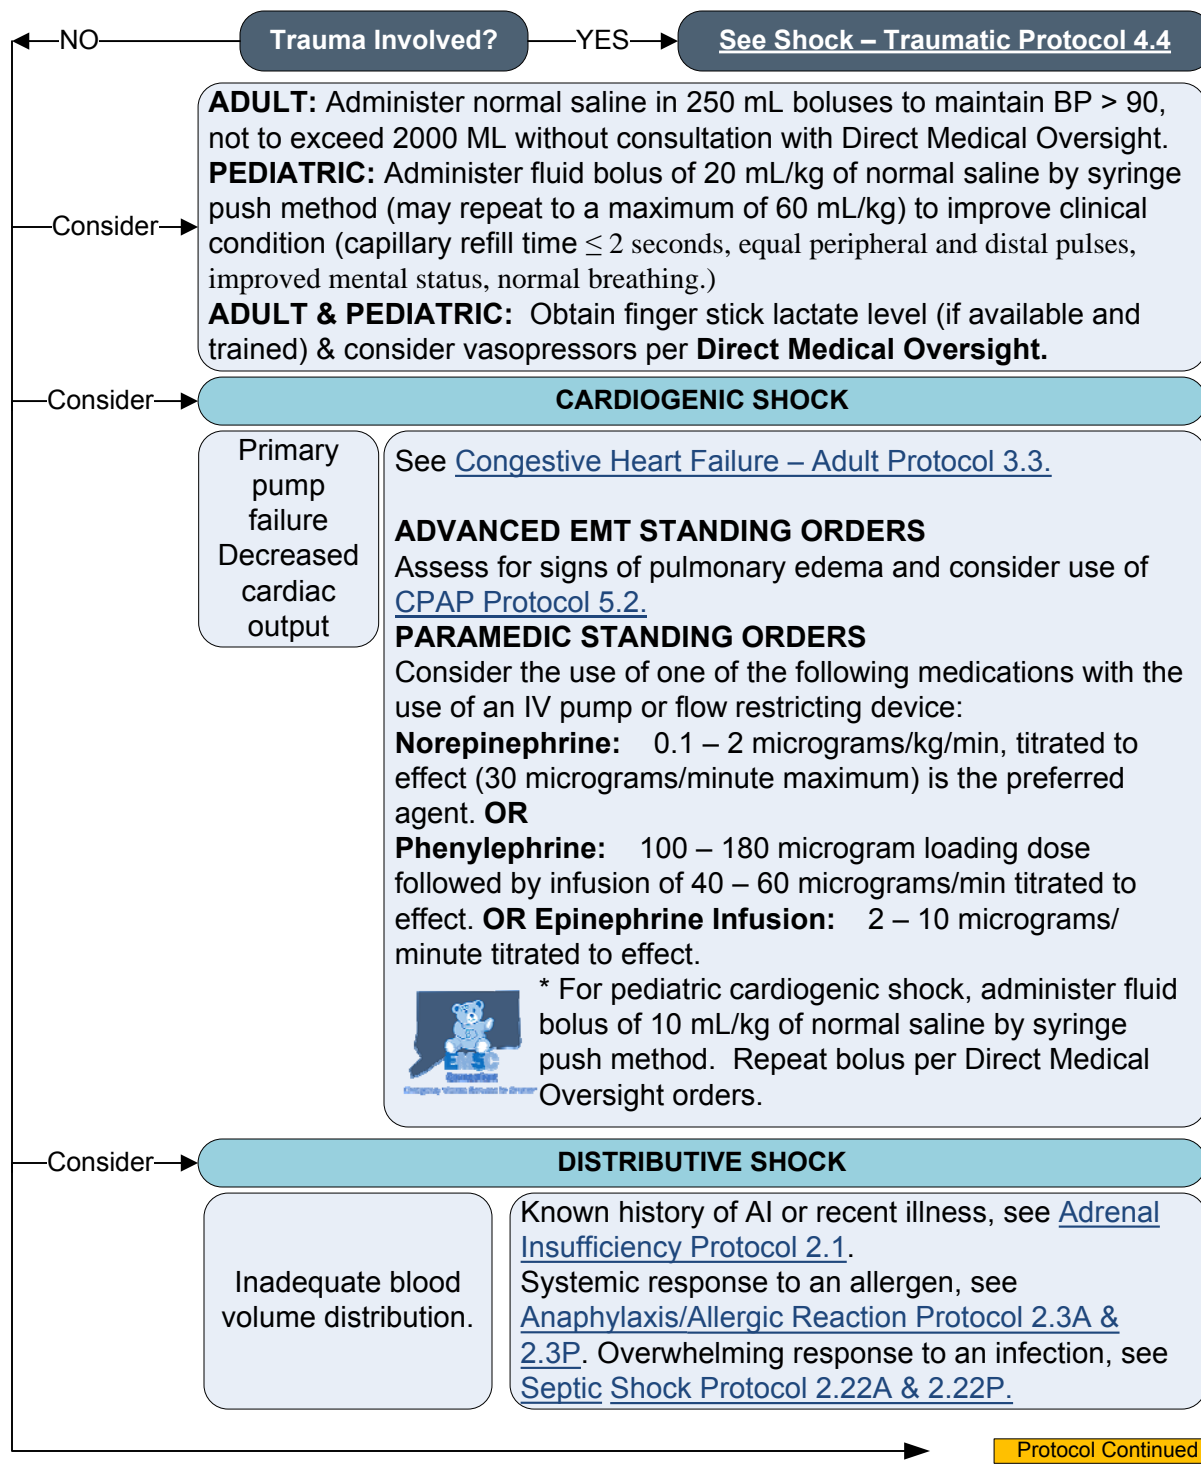 NO
Trauma Involved?
YES
See Shock – Traumatic Protocol 4.4
Consider
ADULT: Administer normal saline in 250 mL boluses to maintain BP > 90,
not to exceed 2000 ML without consultation with Direct Medical Oversight.
PEDIATRIC: Administer fluid bolus of 20 mL/kg of normal saline by syringe
push method (may repeat to a maximum of 60 mL/kg) to improve clinical
condition (capillary refill time ≤ 2 seconds, equal peripheral and distal pulses,
improved mental status, normal breathing.)
ADULT & PEDIATRIC: Obtain finger stick lactate level (if available and
trained) & consider vasopressors per Direct Medical Oversight.
Consider
CARDIOGENIC SHOCK
Primary
pump
failure
Decreased
cardiac
output
See Congestive Heart Failure – Adult Protocol 3.3.
ADVANCED EMT STANDING ORDERS
Assess for signs of pulmonary edema and consider use of
CPAP Protocol 5.2.
PARAMEDIC STANDING ORDERS
Consider the use of one of the following medications with the
use of an IV pump or flow restricting device:
Norepinephrine: 0.1 – 2 micrograms/kg/min, titrated to
effect (30 micrograms/minute maximum) is the preferred
agent. OR
Phenylephrine: 100 – 180 microgram loading dose
followed by infusion of 40 – 60 micrograms/min titrated to
effect. OR Epinephrine Infusion: 2 – 10 micrograms/
minute titrated to effect.
EMSC
* For pediatric cardiogenic shock, administer fluid
bolus of 10 mL/kg of normal saline by syringe
push method. Repeat bolus per Direct Medical
Oversight orders.
Consider
DISTRIBUTIVE SHOCK
Inadequate blood
volume distribution.
Known history of AI or recent illness, see Adrenal
Insufficiency Protocol 2.1.
Systemic response to an allergen, see
Anaphylaxis/Allergic Reaction Protocol 2.3A &
2.3P. Overwhelming response to an infection, see
Septic Shock Protocol 2.22A & 2.22P.
Protocol Continued